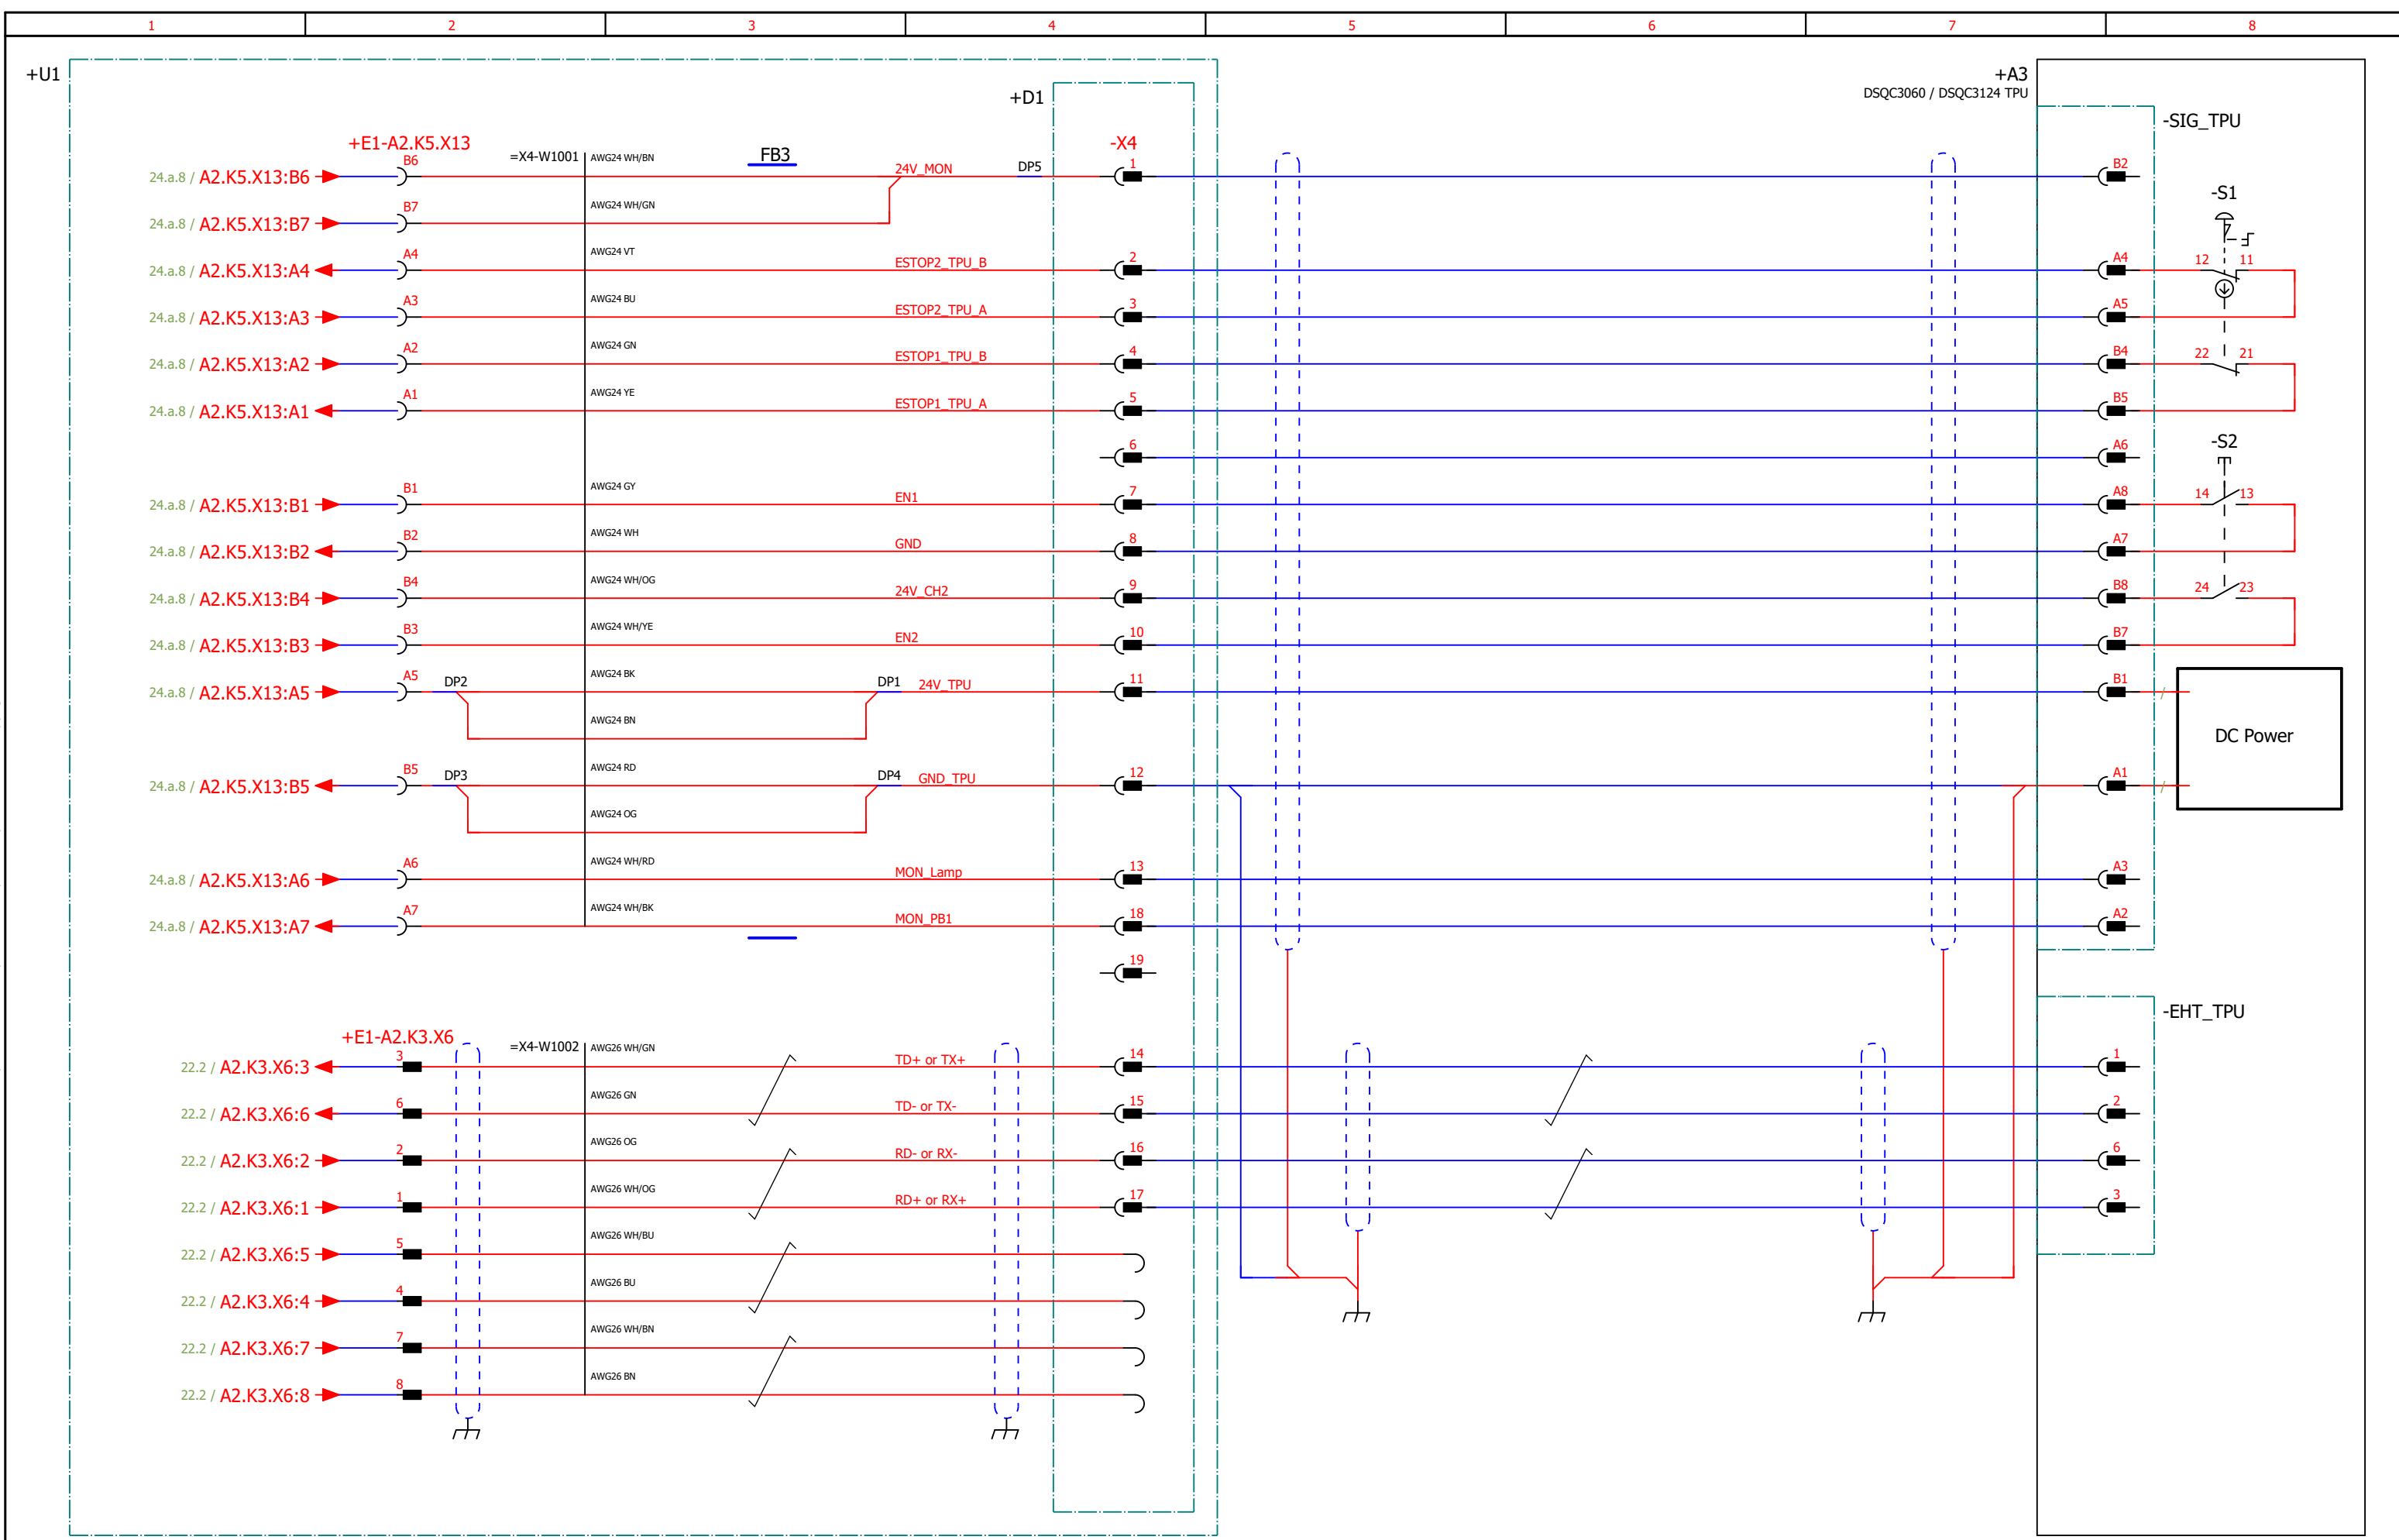 1 2 3 4 5 6 7 8
+U1
+A3
DSQC3060 / DSQC3124 TPU
+D1
-SIG_TPU
+E1-A2.K5.X13
-X4
=X4-W1001 AWG24 WH/BN
FB3
24.a.8 / A2.K5.X13:B6 B6 24V_MON DP5 1 B2
-S1
24.a.8 / A2.K5.X13:B7 B7 AWG24 WH/GN
24.a.8 / A2.K5.X13:A4 A4 AWG24 VT ESTOP2_TPU_B 2 A4 12 11
24.a.8 / A2.K5.X13:A3 A3 AWG24 BU ESTOP2_TPU_A 3 A5
24.a.8 / A2.K5.X13:A2 A2 AWG24 GN ESTOP1_TPU_B 4 B4 22 21
24.a.8 / A2.K5.X13:A1 A1 AWG24 YE ESTOP1_TPU_A 5 B5
6 A6
-S2
24.a.8 / A2.K5.X13:B1 B1 AWG24 GY EN1 7 A8 14 13
24.a.8 / A2.K5.X13:B2 B2 AWG24 WH GND 8 A7
24.a.8 / A2.K5.X13:B4 B4 AWG24 WH/OG 24V_CH2 9 B8 24 23
24.a.8 / A2.K5.X13:B3 B3 AWG24 WH/YE EN2 10 B7
24.a.8 / A2.K5.X13:A5 A5 DP2 AWG24 BK DP1 24V_TPU 11 B1 /
AWG24 BN
DC Power
24.a.8 / A2.K5.X13:B5 B5 DP3 AWG24 RD DP4 GND_TPU 12 A1 /
AWG24 OG
24.a.8 / A2.K5.X13:A6 A6 AWG24 WH/RD MON_Lamp 13 A3
24.a.8 / A2.K5.X13:A7 A7 AWG24 WH/BK MON_PB1 18 A2
19
-EHT_TPU
+E1-A2.K3.X6
=X4-W1002 AWG26 WH/GN
22.2 / A2.K3.X6:3 3 TD+ or TX+ 14 1
22.2 / A2.K3.X6:6 6 AWG26 GN TD- or TX- 15 2
22.2 / A2.K3.X6:2 2 AWG26 OG RD- or RX- 16 6
22.2 / A2.K3.X6:1 1 AWG26 WH/OG RD+ or RX+ 17 3
22.2 / A2.K3.X6:5 5 AWG26 WH/BU
22.2 / A2.K3.X6:4 4 AWG26 BU
22.2 / A2.K3.X6:7 7 AWG26 WH/BN
22.2 / A2.K3.X6:8 8 AWG26 BN